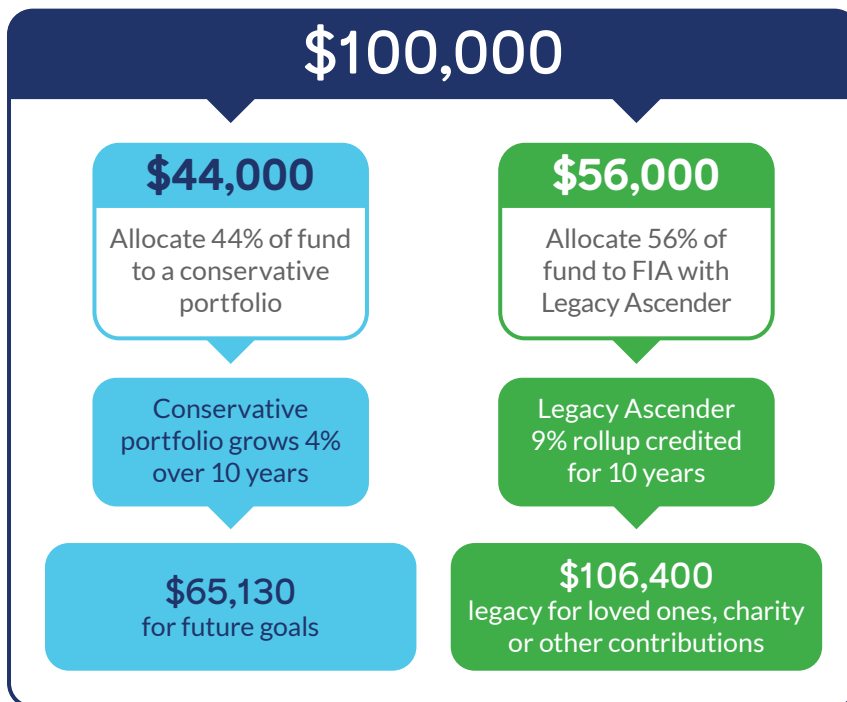 $100,000
$44,000
Allocate 44% of fund
to a conservative
portfolio
Conservative
portfolio grows 4%
over 10 years
$65,130
for future goals
$56,000
Allocate 56% of
fund to FIA with
Legacy Ascender
Legacy Ascender
9% rollup credited
for 10 years
$106,400
legacy for loved ones, charity
or other contributions